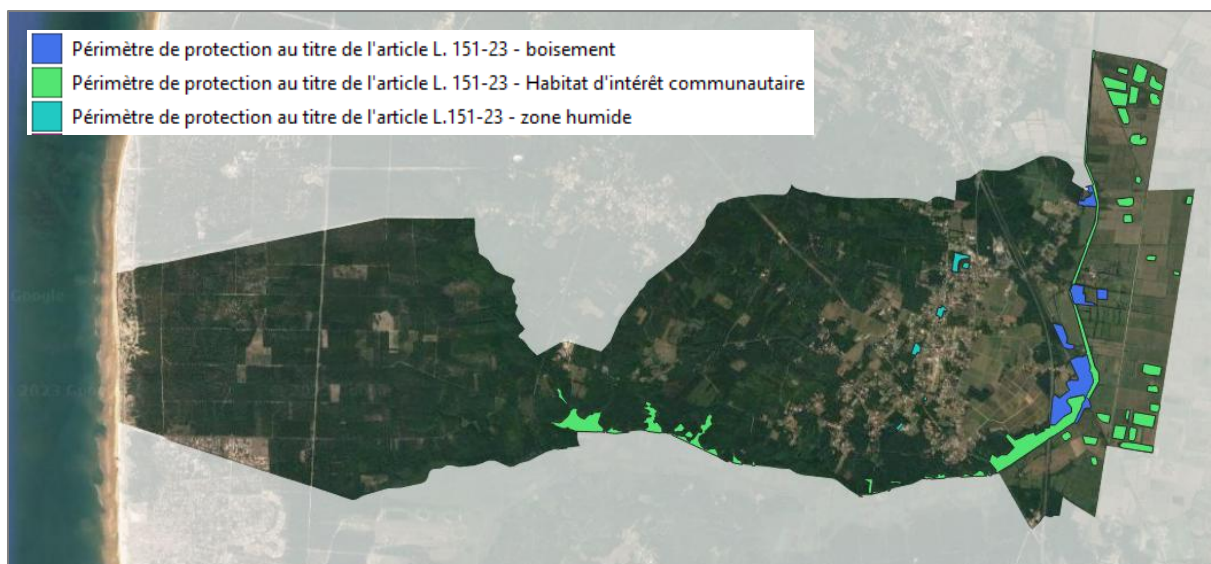 Périmètre de protection au titre de l'article L. 151-23 - boisement
Périmètre de protection au titre de l'article L. 151-23 - Habitat d'intérêt communautaire
Périmètre de protection au titre de l'article L.151-23 - zone humide
Google
2023